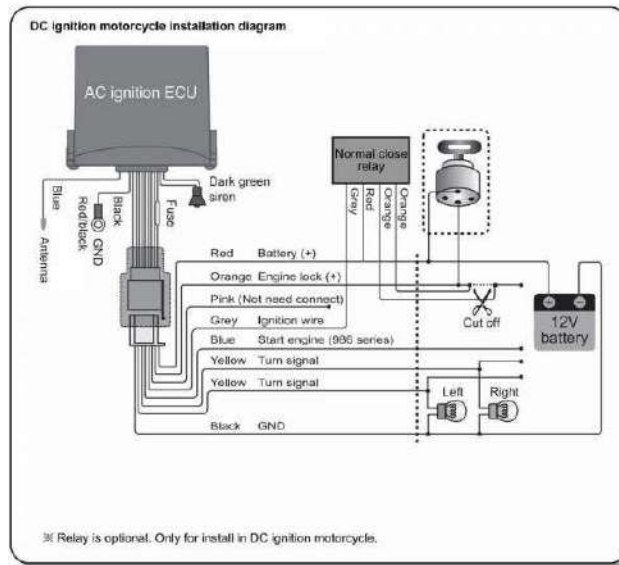 DC ignition motorcycle installation diagram
AC ignition ECU
Blue
Antenna
Red/black
GND
Black
Fuse
Dark green
siren
Normal close
relay
Grey
Red
Orange
Orange
Red Battery (+)
Orange Engine lock (+)
Pink (Not need connect)
Grey Ignition wire
Blue Start engine (986 series)
Yellow Turn signal
Yellow Turn signal
Black GND
Cut off
12V
battery
Left
Right
※ Relay is optional. Only for install in DC ignition motorcycle.